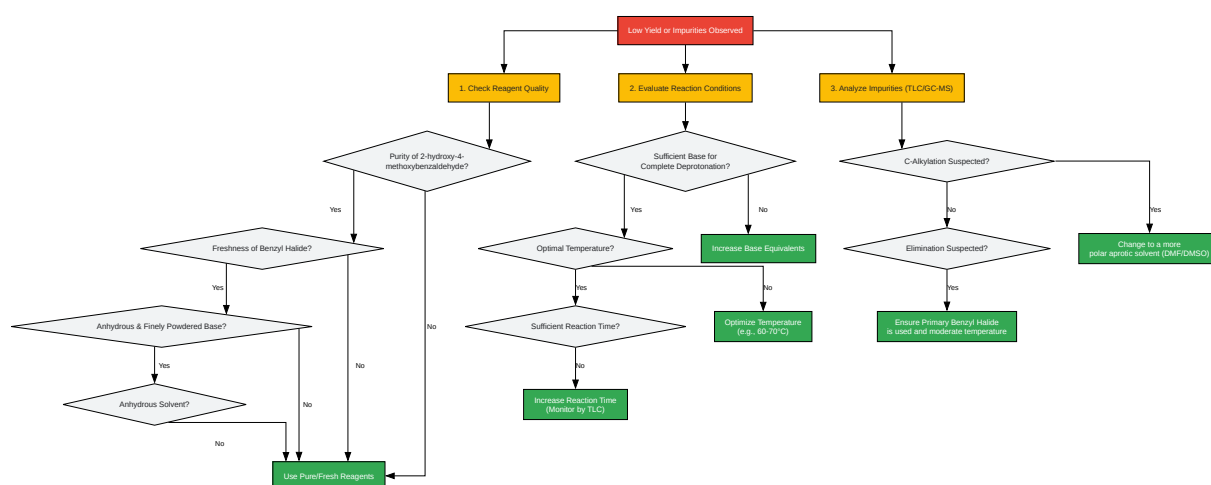 Low Yield or Impurities Observed
1. Check Reagent Quality
2. Evaluate Reaction Conditions
3. Analyze Impurities (TLC/GC-MS)
Purity of 2-hydroxy-4-
methoxybenzaldehyde?
Sufficient Base for
Complete Deprotonation?
C-Alkylation Suspected?
Yes
Yes
No
No
Yes
Freshness of Benzyl Halide?
Optimal Temperature?
Increase Base Equivalents
Elimination Suspected?
Change to a more
polar aprotic solvent (DMF/DMSO)
Yes
Yes
No
Yes
Anhydrous & Finely Powdered Base?
No
Sufficient Reaction Time?
Optimize Temperature
(e.g., 60-70°C)
Ensure Primary Benzyl Halide
is used and moderate temperature
Yes
No
No
Anhydrous Solvent?
No
Increase Reaction Time
(Monitor by TLC)
No
Use Pure/Fresh Reagents